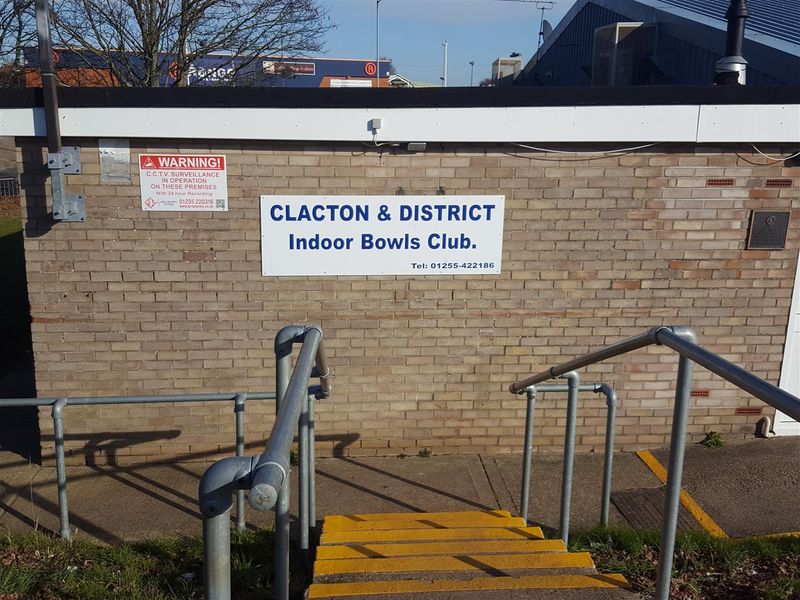 WARNING!
C.C.T.V. SURVEILLANCE
IN OPERATION
ON THESE PREMISES
With 24 hour Recording
01255 220316
CLACTON & DISTRICT
Indoor Bowls Club.
Tel: 01255-422186